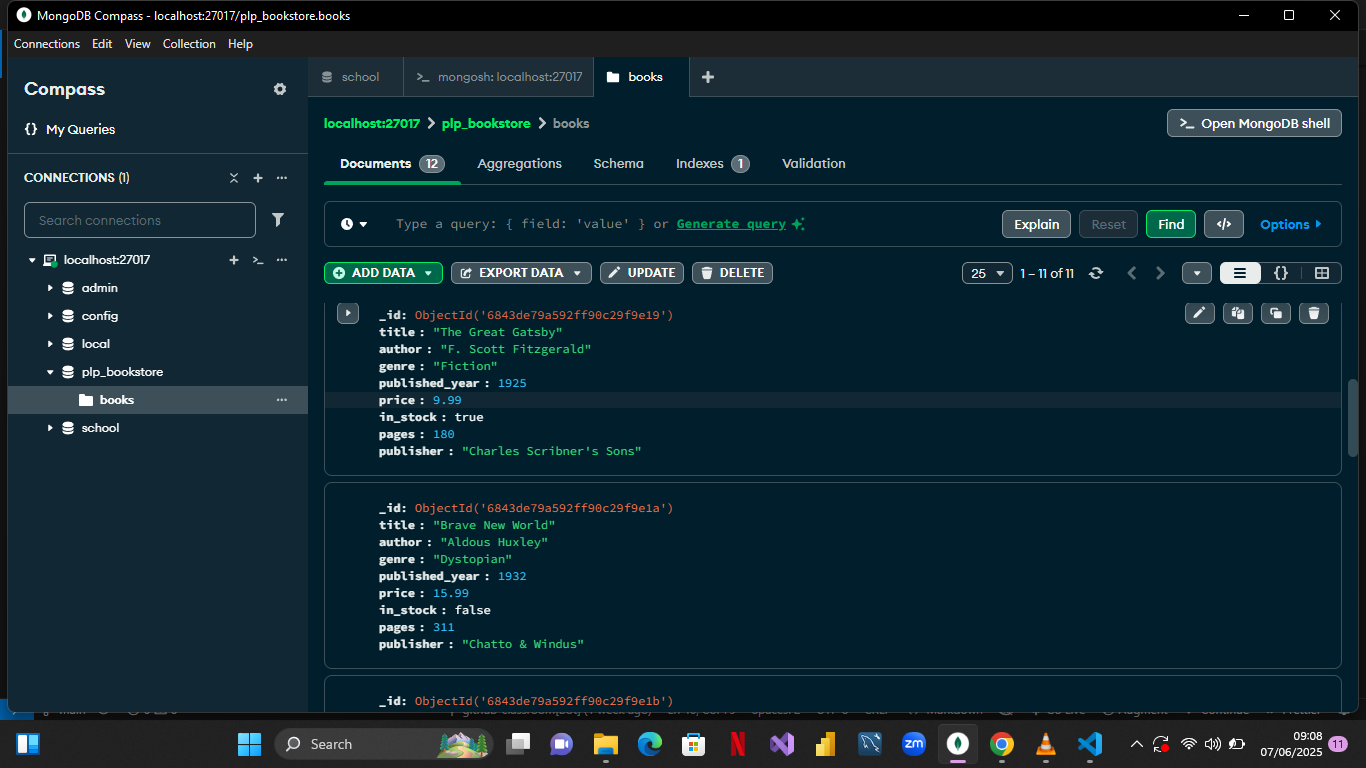 MongoDB Compass - localhost:27017/plp_bookstore.books
Connections Edit View Collection Help
Compass
{} My Queries
CONNECTIONS (1)
Search connections
localhost:27017
admin
config
local
plp_bookstore
books
school
school
>_ mongosh: localhost:27017
books
localhost:27017 > plp_bookstore > books
>_ Open MongoDB shell
Documents 12 Aggregations Schema Indexes 1 Validation
Type a query: { field: 'value' } or Generate query
Explain Reset Find </> Options
ADD DATA EXPORT DATA UPDATE DELETE
25 1 – 11 of 11
_id: ObjectId('6843de79a592ff90c29f9e19')
title : "The Great Gatsby"
author : "F. Scott Fitzgerald"
genre : "Fiction"
published_year : 1925
price : 9.99
in_stock : true
pages : 180
publisher : "Charles Scribner's Sons"
_id: ObjectId('6843de79a592ff90c29f9e1a')
title : "Brave New World"
author : "Aldous Huxley"
genre : "Dystopian"
published_year : 1932
price : 15.99
in_stock : false
pages : 311
publisher : "Chatto & Windus"
_id: ObjectId('6843de79a592ff90c29f9e1b')
Search
zm
09:08
07/06/2025
11